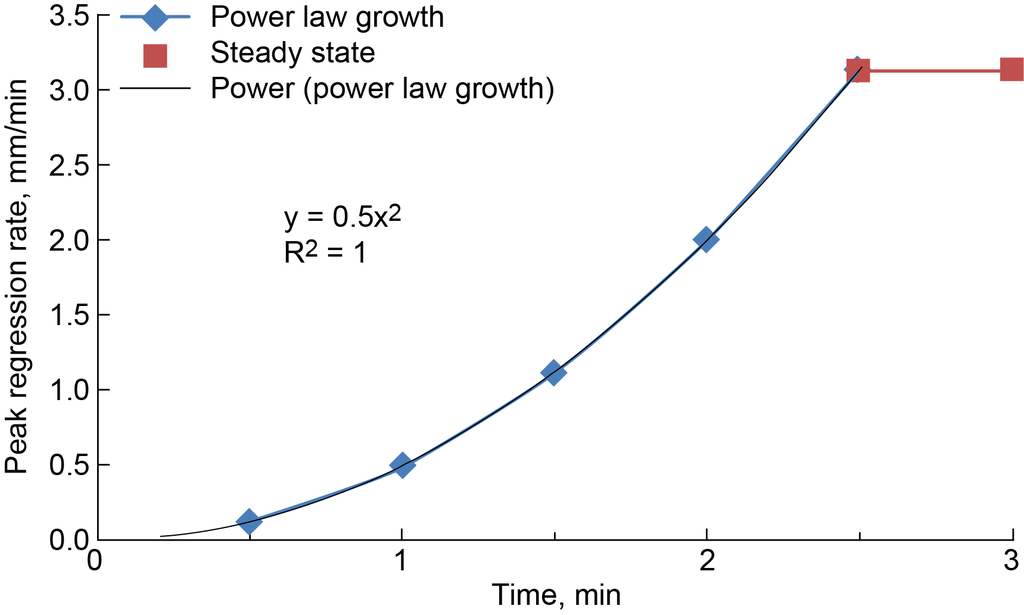 Power law growth
Steady state
Power (power law growth)
y = 0.5x²
R² = 1
Peak regression rate, mm/min
3.5
3.0
2.5
2.0
1.5
1.0
0.5
0.0
0
1
2
3
Time, min